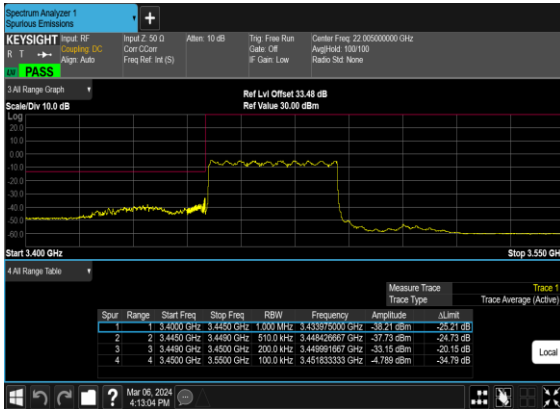 Spectrum Analyzer 1
Spurious Emissions
+
KEYSIGHT Input: RF Input Z: 50 Ω Atten: 10 dB Trig: Free Run Center Freq: 22.005000000 GHz
R T Coupling: DC Corr CCorr Gate: Off Avg|Hold: 100/100
Align: Auto Freq Ref: Int (S) IF Gain: Low Radio Std: None
LXI PASS
3 All Range Graph Ref Lvl Offset 33.48 dB
Scale/Div 10.0 dB Ref Value 30.00 dBm
Log
20.0
10.0
0.00
-10.0
-20.0
-30.0
-40.0
-50.0
-60.0
Start 3.400 GHz Stop 3.550 GH
4 All Range Table
Measure Trace Trace 1
Trace Type Trace Average (Active)
Spur Range Start Freq Stop Freq RBW Frequency Amplitude ΔLimit
1 1 3.4000 GHz 3.4450 GHz 1.000 MHz 3.433975000 GHz -38.21 dBm -25.21 dB
2 2 3.4450 GHz 3.4490 GHz 510.0 kHz 3.448426667 GHz -37.73 dBm -24.73 dB
3 3 3.4490 GHz 3.4500 GHz 200.0 kHz 3.449991667 GHz -33.15 dBm -20.15 dB
4 4 3.4500 GHz 3.5500 GHz 100.0 kHz 3.451833333 GHz -4.789 dBm -34.79 dB
Local
? Mar 06, 2024
4:13:04 PM